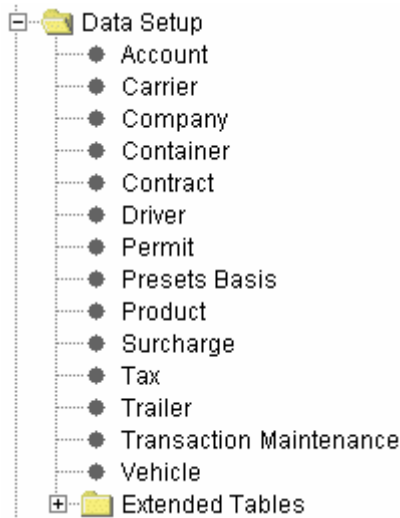 Data Setup
Account
Carrier
Company
Container
Contract
Driver
Permit
Presets Basis
Product
Surcharge
Tax
Trailer
Transaction Maintenance
Vehicle
Extended Tables